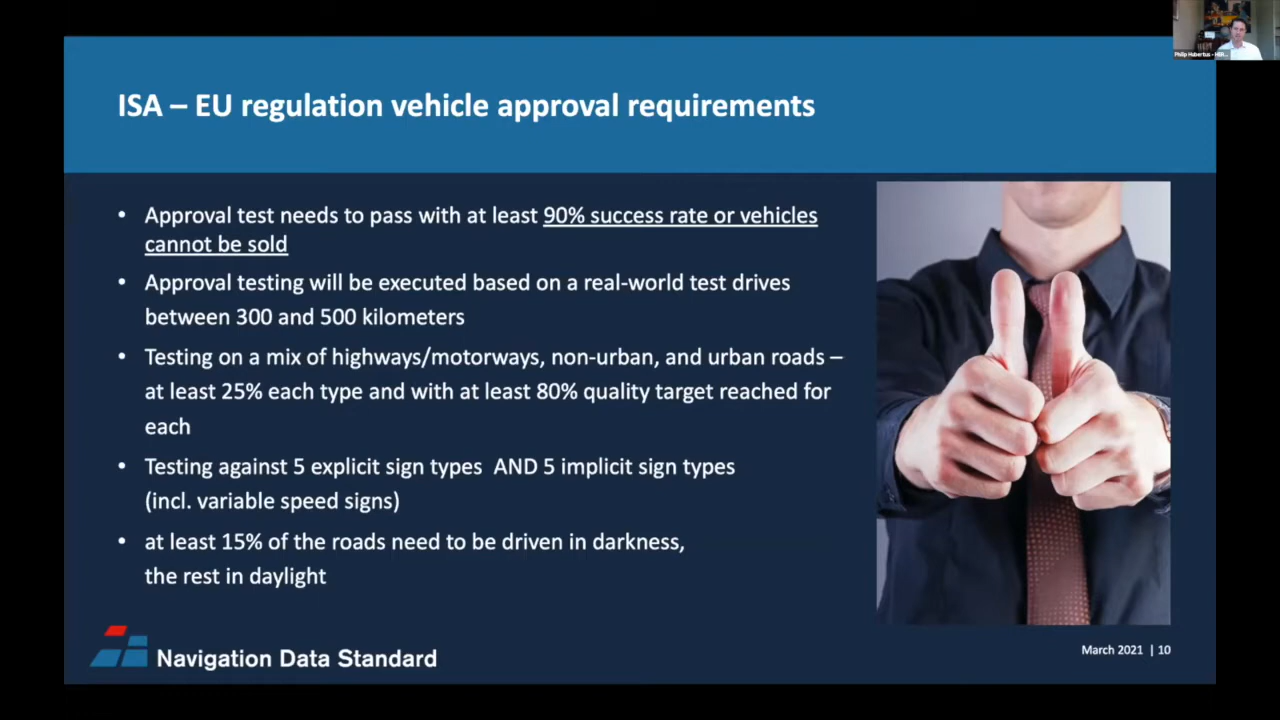 Philip Hubertus - HER...
ISA – EU regulation vehicle approval requirements
• Approval test needs to pass with at least 90% success rate or vehicles
cannot be sold
• Approval testing will be executed based on a real-world test drives
between 300 and 500 kilometers
• Testing on a mix of highways/motorways, non-urban, and urban roads –
at least 25% each type and with at least 80% quality target reached for
each
• Testing against 5 explicit sign types AND 5 implicit sign types
(incl. variable speed signs)
• at least 15% of the roads need to be driven in darkness,
the rest in daylight
Navigation Data Standard
March 2021 | 10